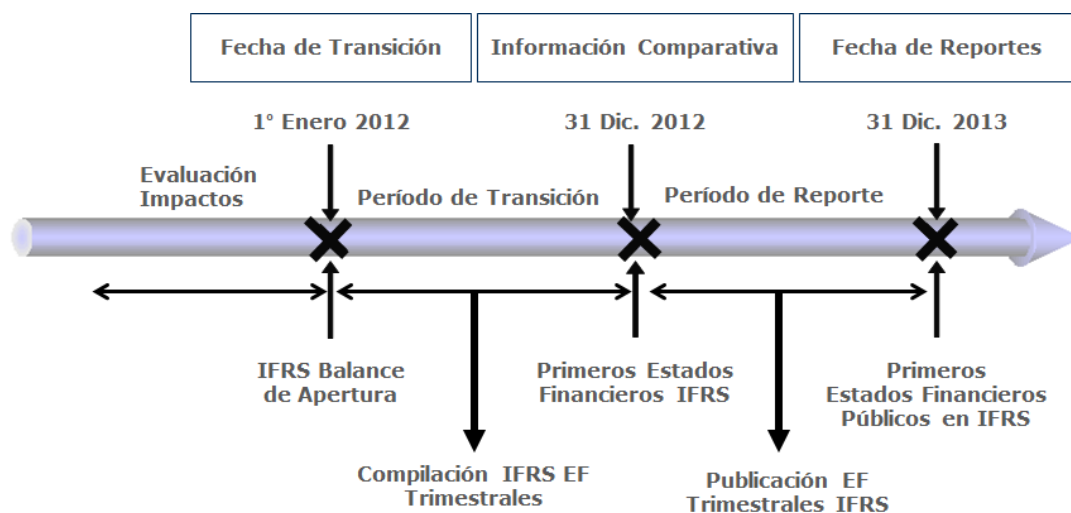 Fecha de Transición
Información Comparativa
Fecha de Reportes
1° Enero 2012
31 Dic. 2012
31 Dic. 2013
Evaluación
Impactos
Período de Transición
Período de Reporte
IFRS Balance
de Apertura
Primeros Estados
Financieros IFRS
Primeros
Estados Financieros
Públicos en IFRS
Compilación IFRS EF
Trimestrales
Publicación EF
Trimestrales IFRS